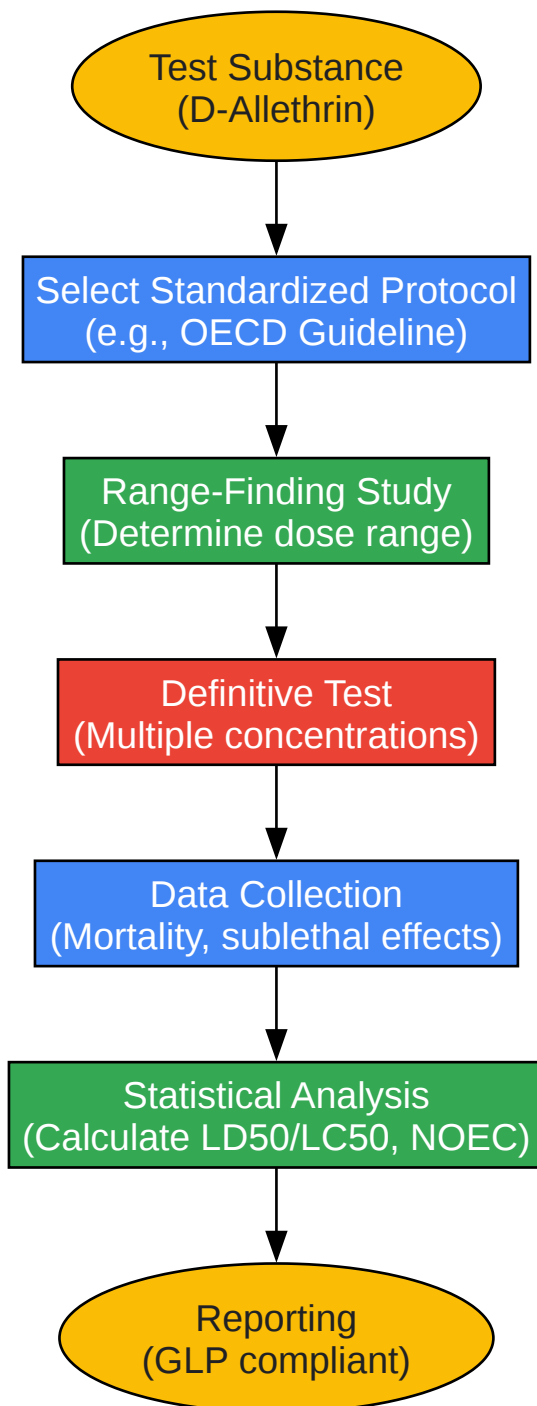 Test Substance
(D-Allethrin)
Select Standardized Protocol
(e.g., OECD Guideline)
Range-Finding Study
(Determine dose range)
Definitive Test
(Multiple concentrations)
Data Collection
(Mortality, sublethal effects)
Statistical Analysis
(Calculate LD50/LC50, NOEC)
Reporting
(GLP compliant)